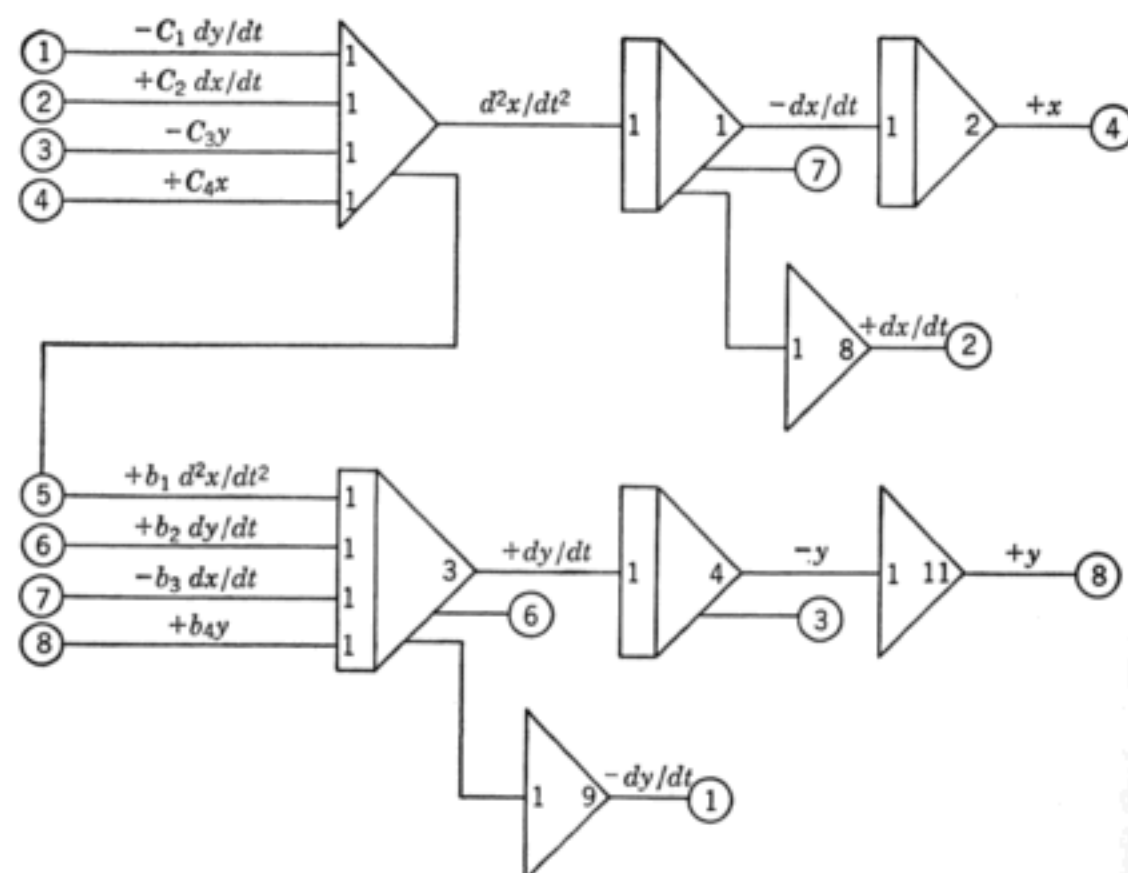 1 −C₁ dy/dt 1
2 +C₂ dx/dt 1
3 −C₃y 1
4 +C₄x 1
d²x/dt²
1 1
−dx/dt
1 2
+x
4
7
1 8
+dx/dt
2
5 +b₁ d²x/dt² 1
6 +b₂ dy/dt 1
7 −b₃ dx/dt 1
8 +b₄y 1
3
+dy/dt
1 4
−y
1 11
+y
8
6
3
1 9
−dy/dt
1